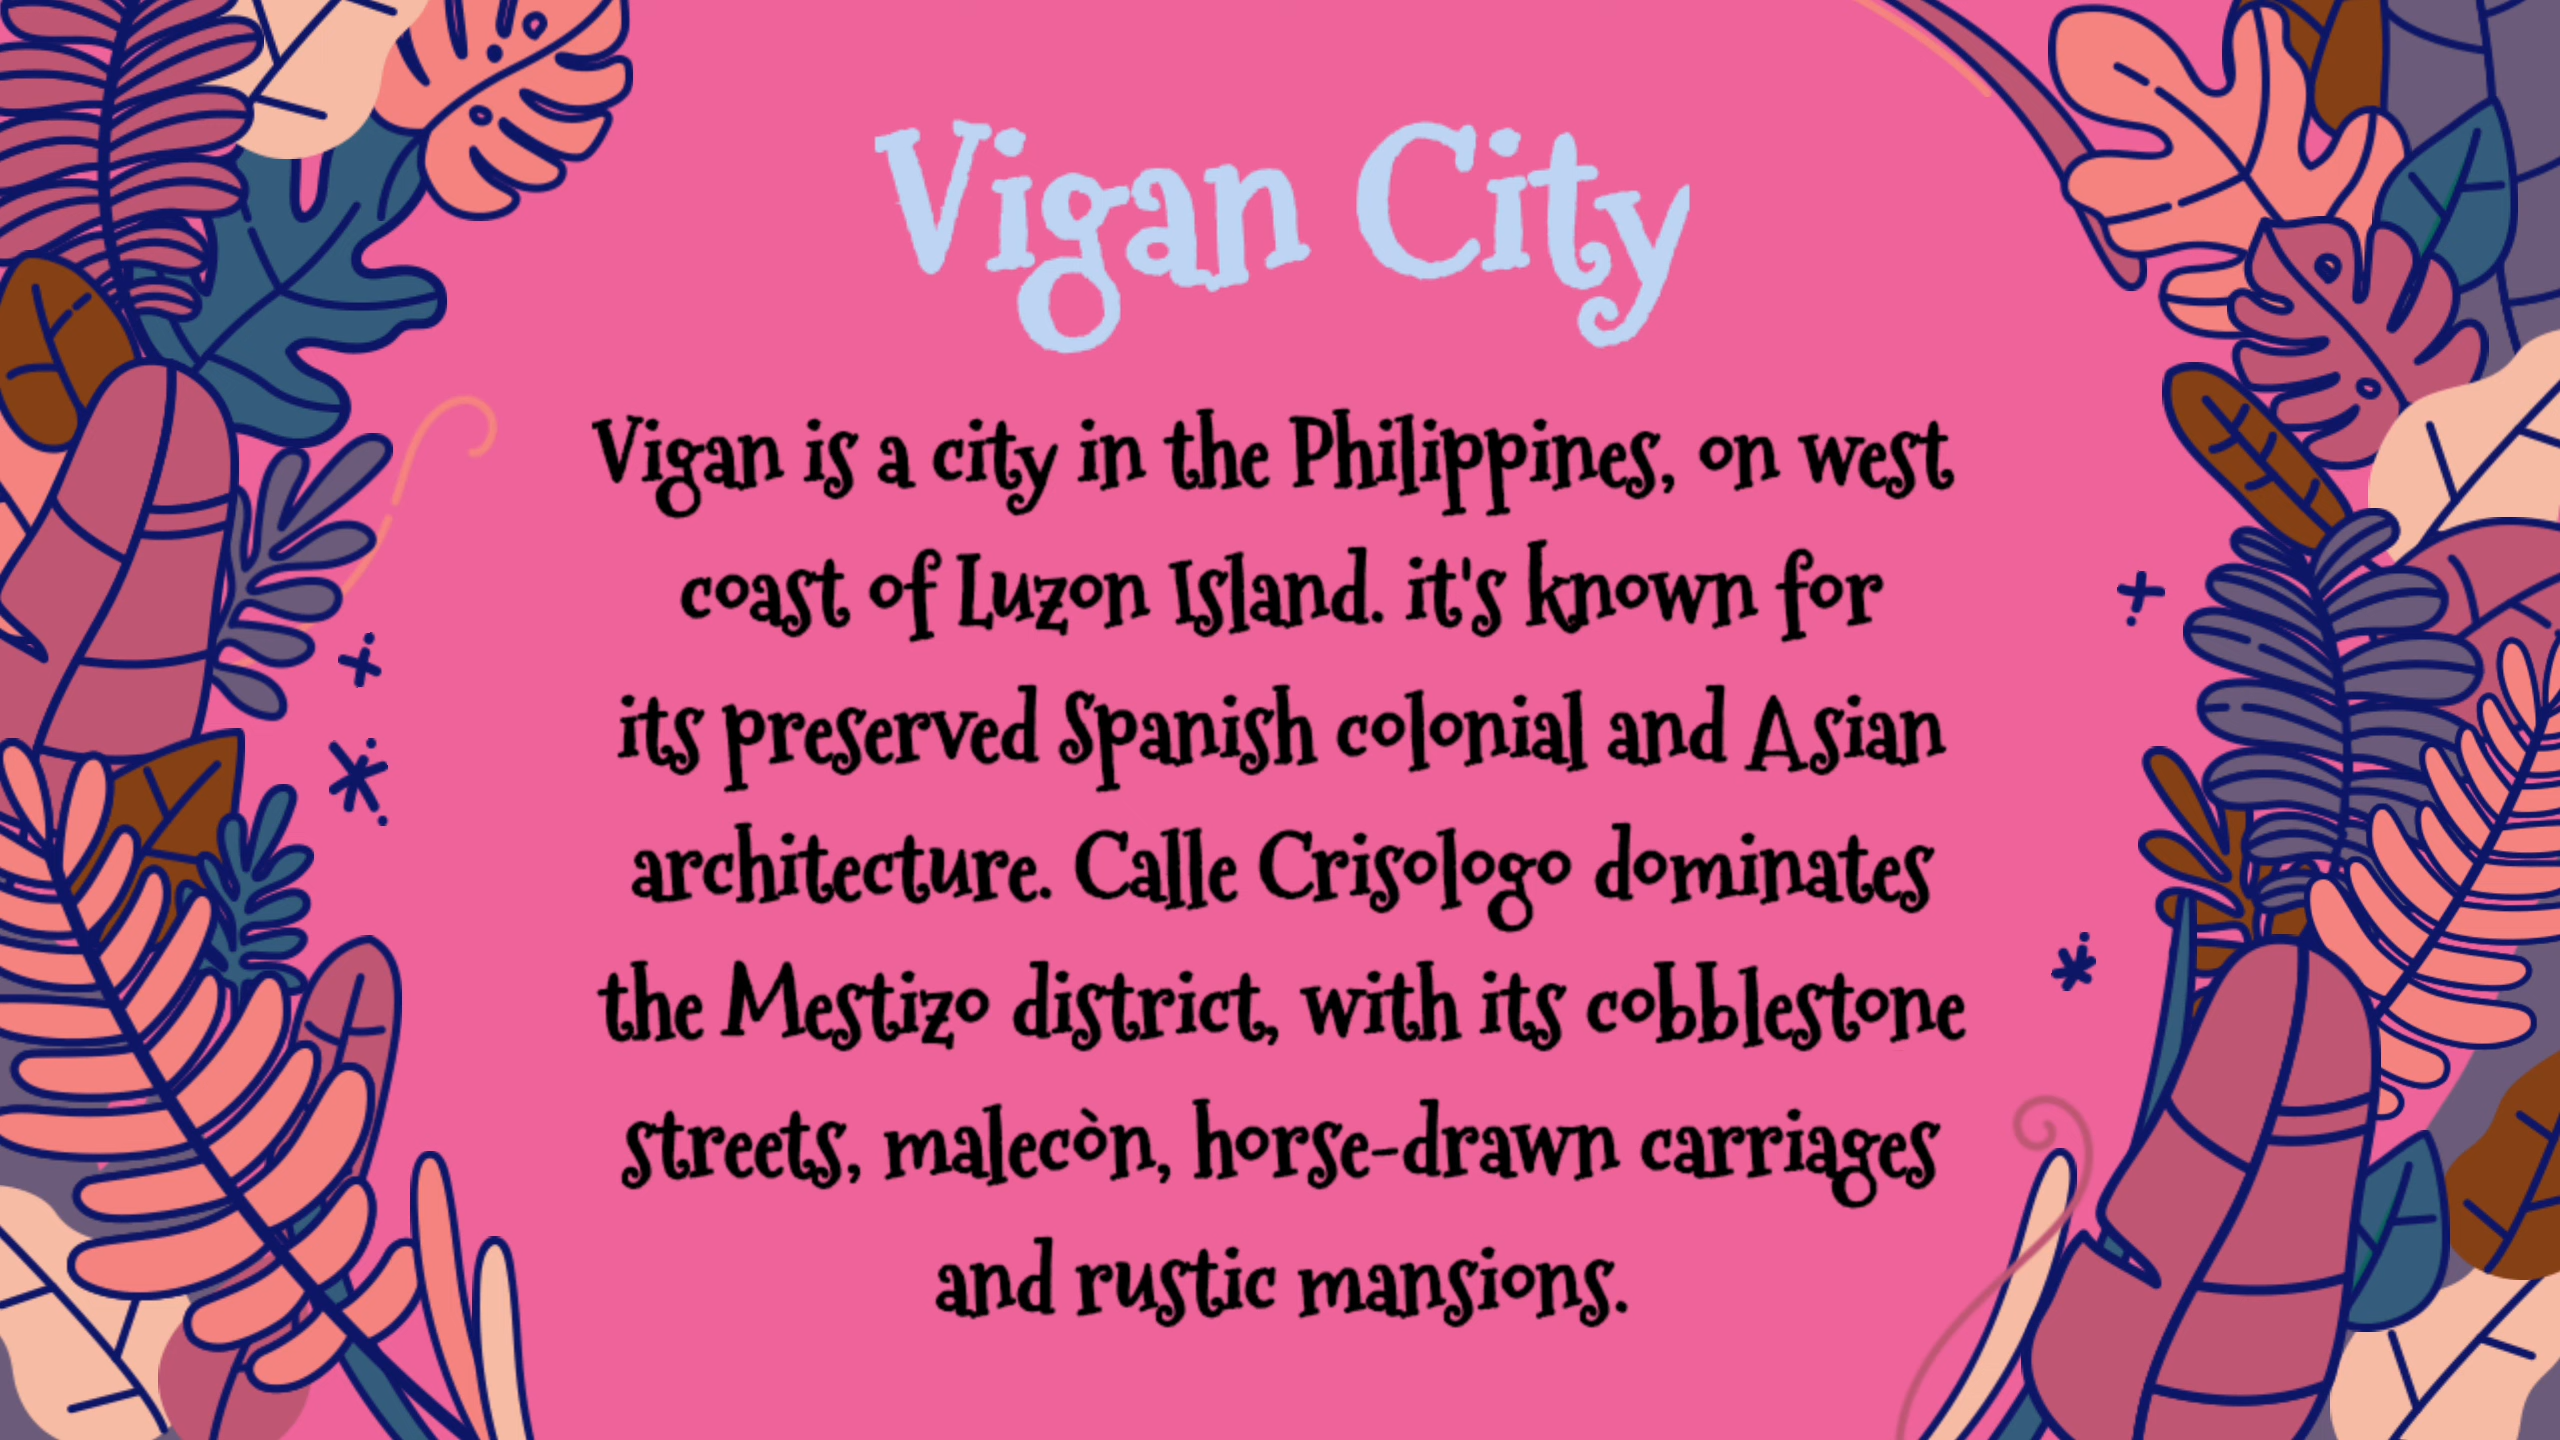 Vigan City
Vigan is a city in the Philippines, on west
coast of Luzon Island. it's known for
its preserved Spanish colonial and Asian
architecture. Calle Crisologo dominates
the Mestizo district, with its cobblestone
streets, malecòn, horse-drawn carriages
and rustic mansions.